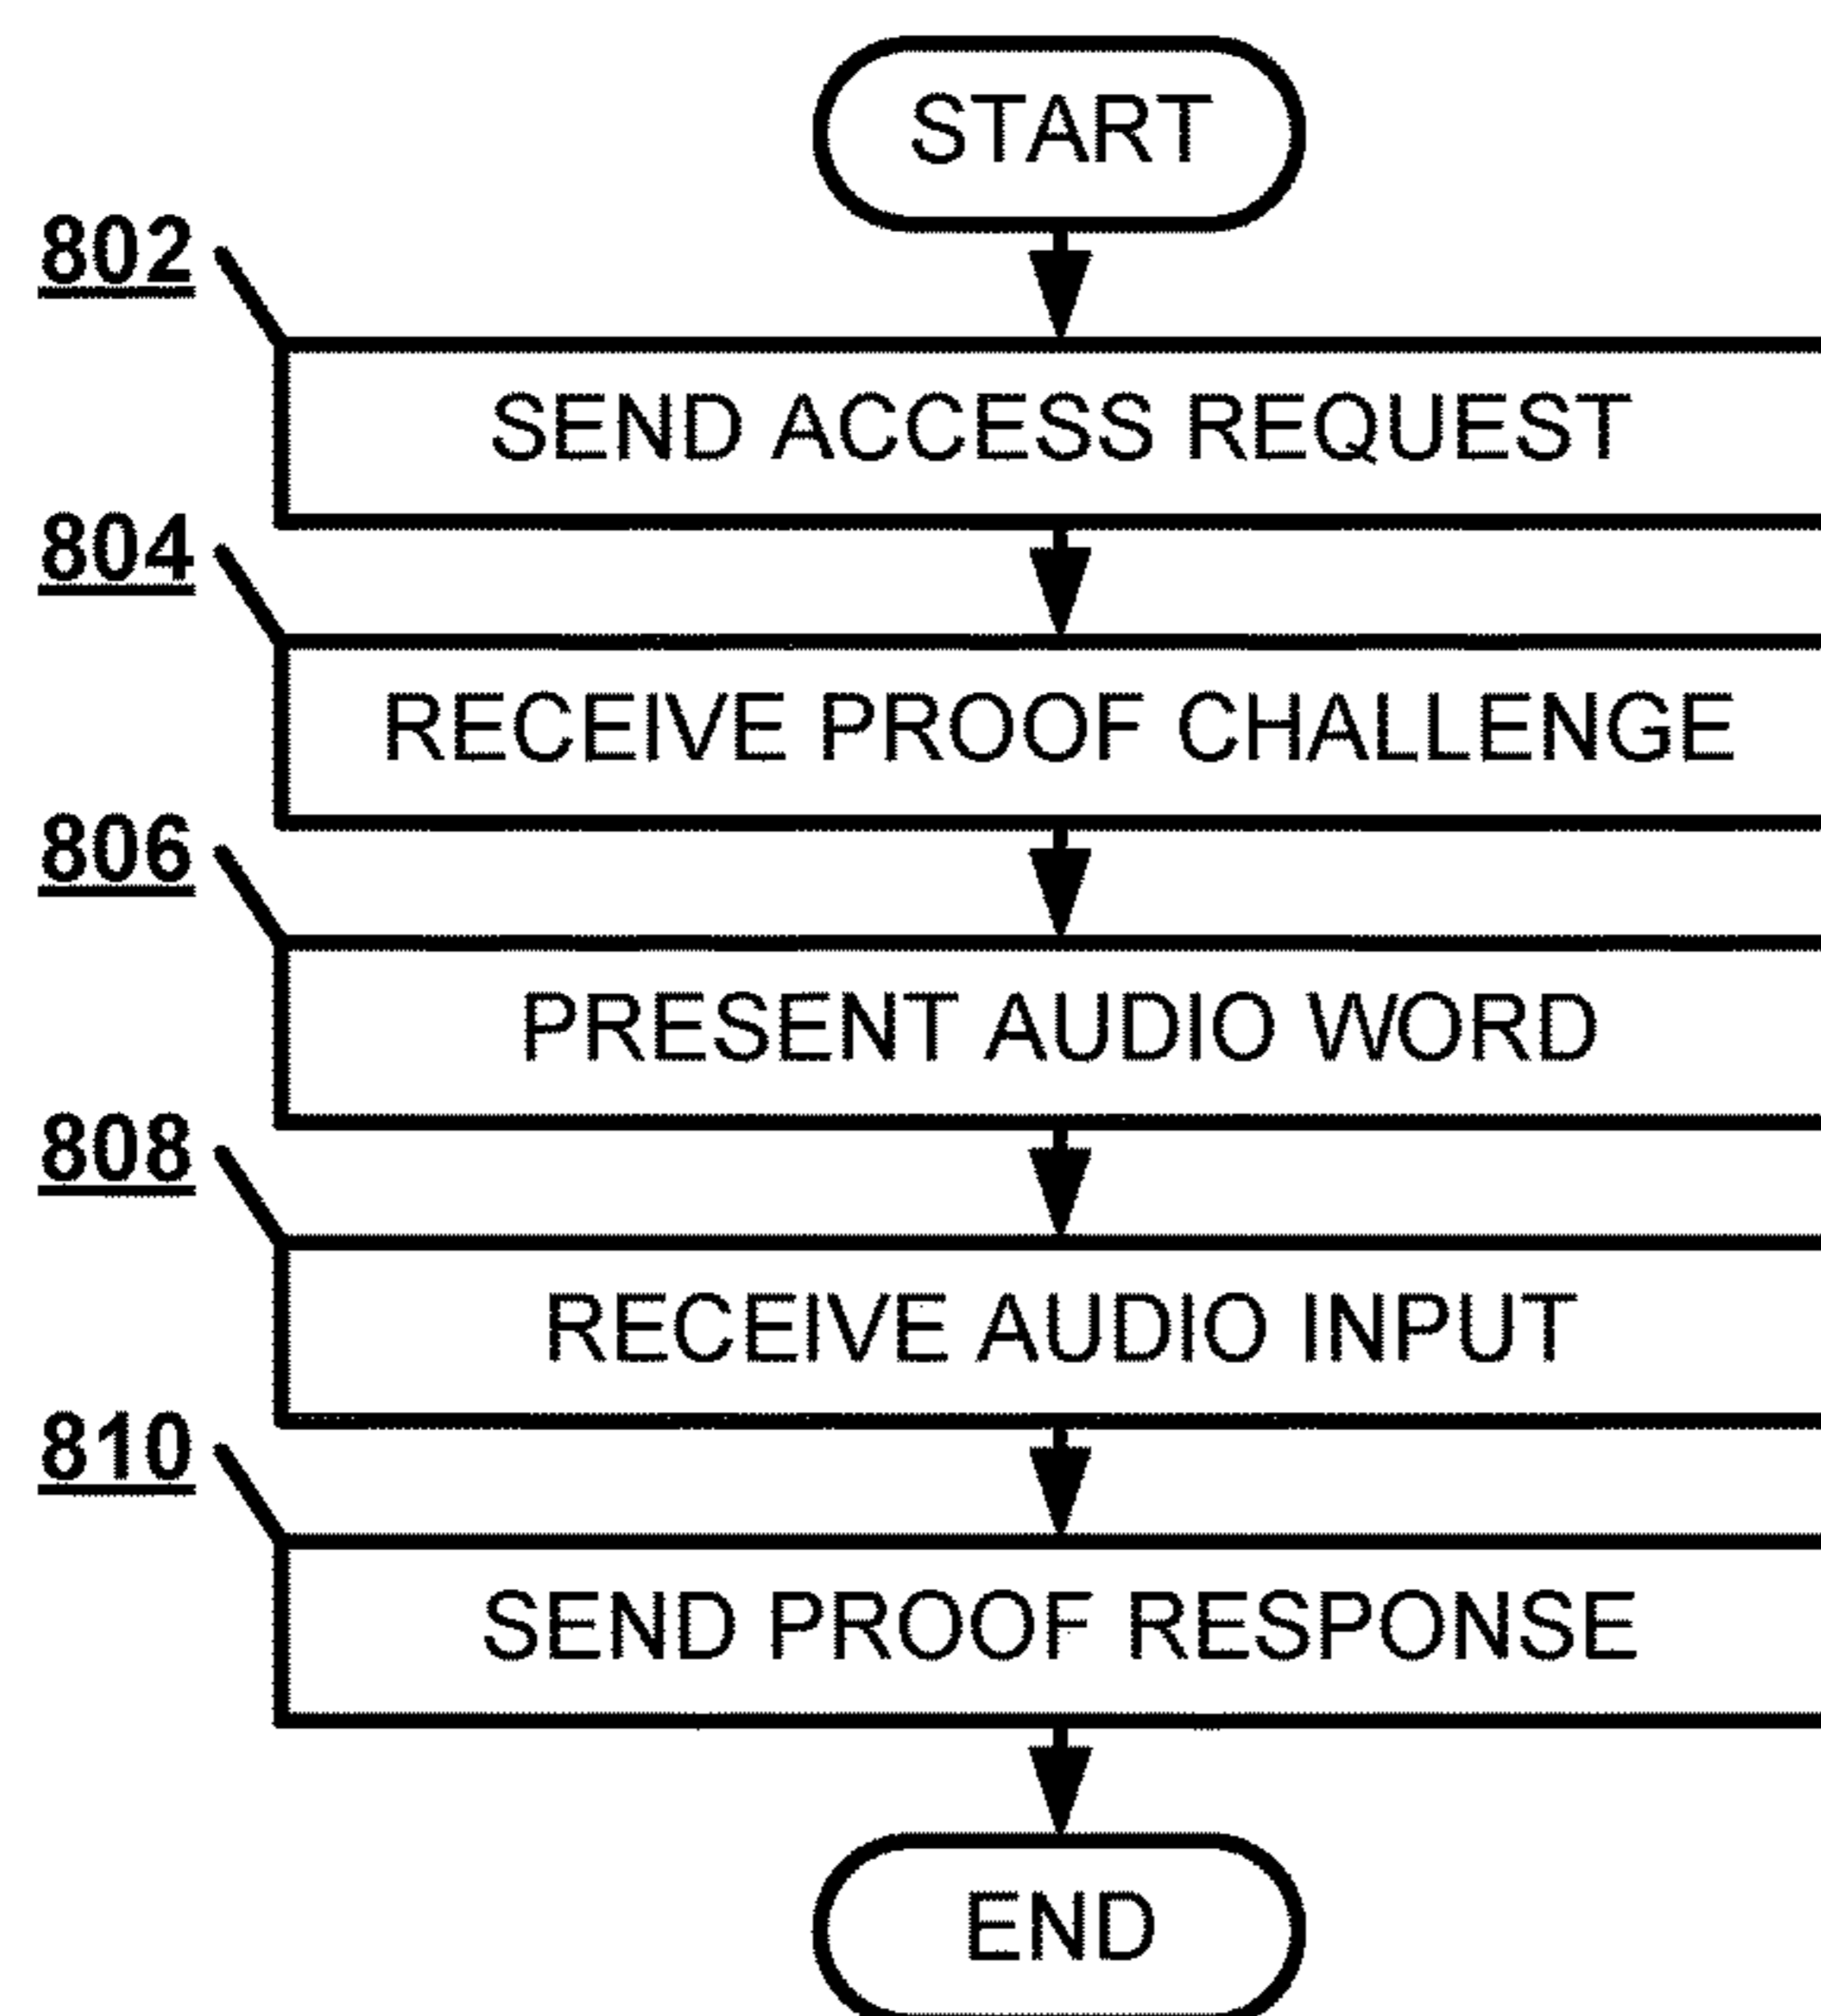 START
802
SEND ACCESS REQUEST
804
RECEIVE PROOF CHALLENGE
806
PRESENT AUDIO WORD
808
RECEIVE AUDIO INPUT
810
SEND PROOF RESPONSE
END